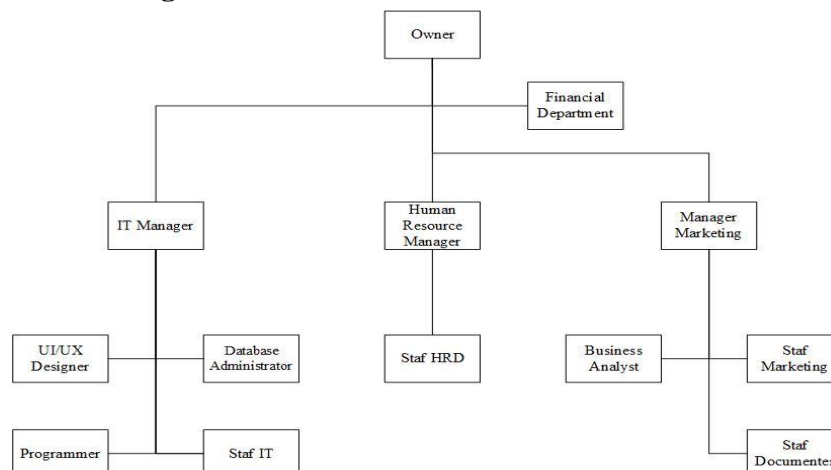 Owner
Financial
Department
IT Manager
Human
Resource
Manager
Manager
Marketing
UI/UX
Designer
Database
Administrator
Staf HRD
Business
Analyst
Staf
Marketing
Programmer
Staf IT
Staf
Documenter